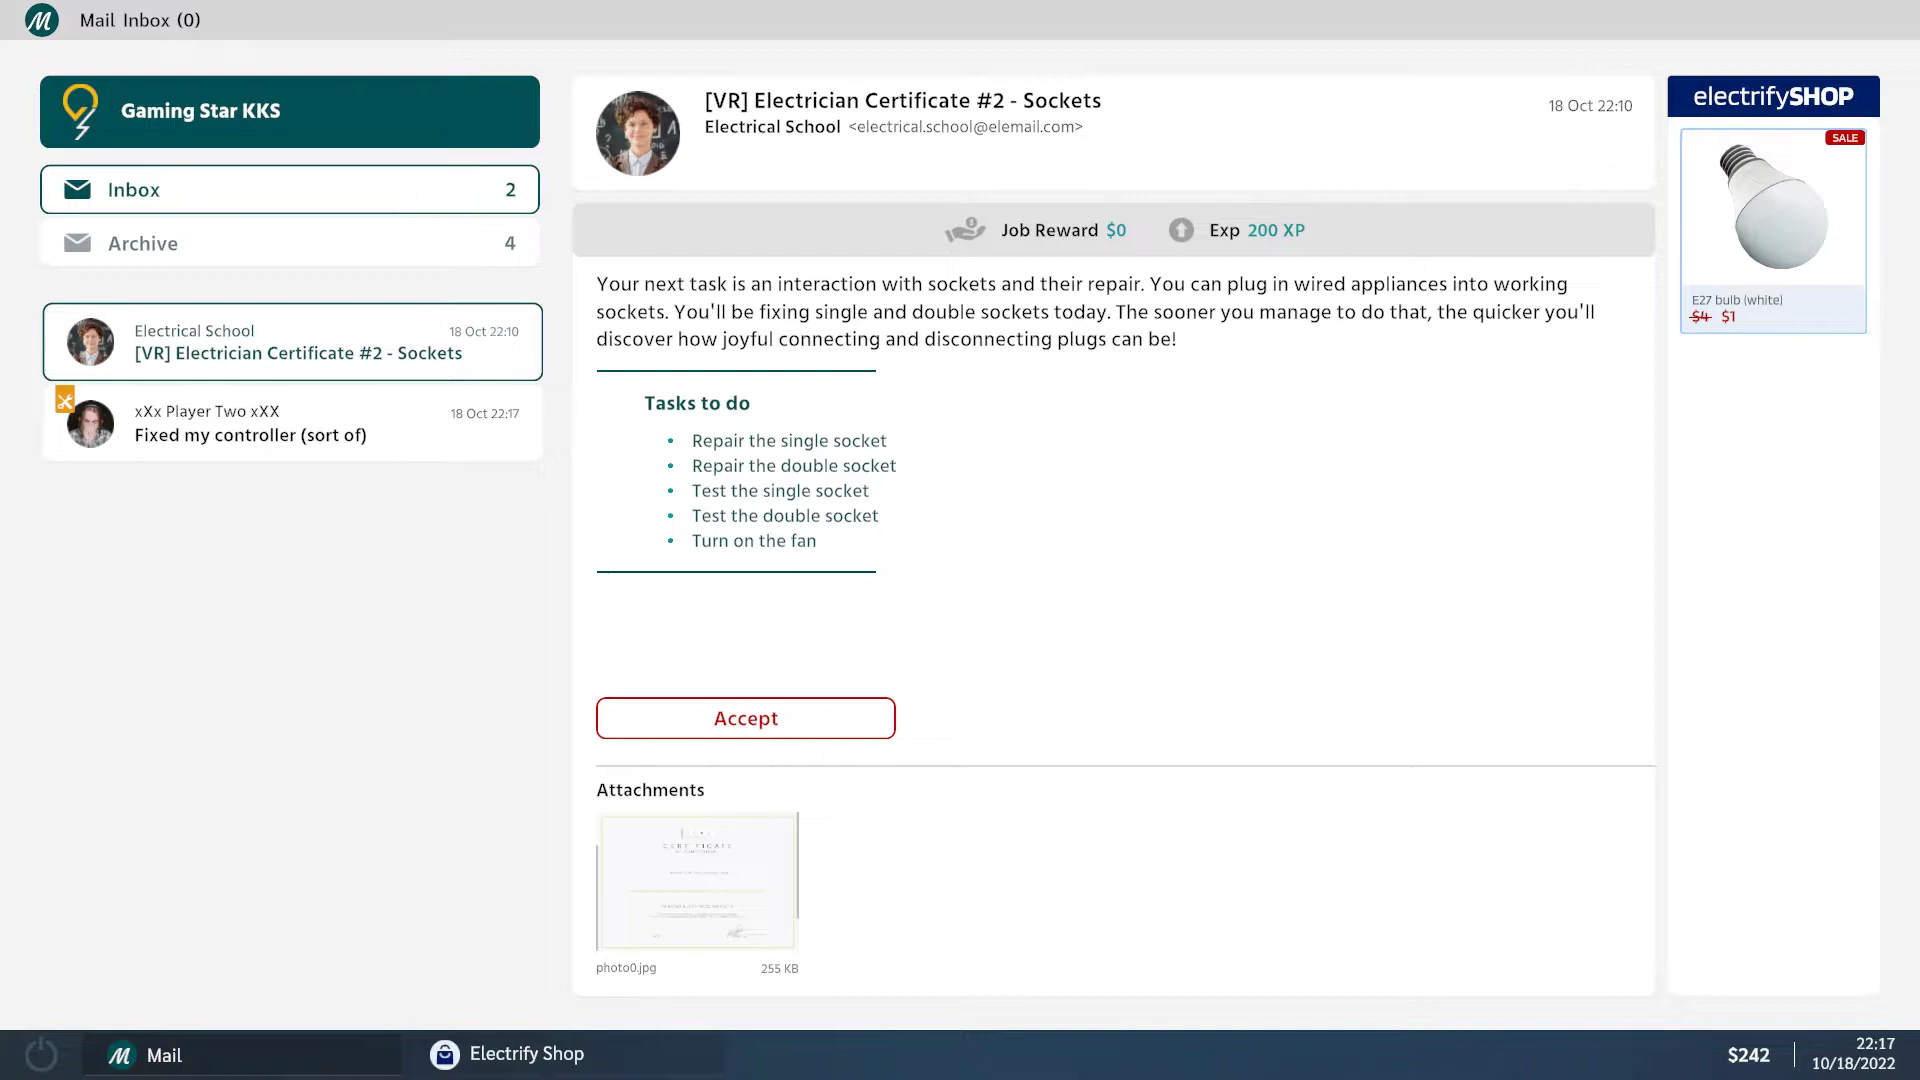 Mail Inbox (0)
Gaming Star KKS
Inbox 2
Archive 4
Electrical School 18 Oct 22:10
[VR] Electrician Certificate #2 - Sockets
xXx Player Two xXX 18 Oct 22:17
Fixed my controller (sort of)
[VR] Electrician Certificate #2 - Sockets 18 Oct 22:10
Electrical School <electrical.school@elemail.com>
Job Reward $0 Exp 200 XP
Your next task is an interaction with sockets and their repair. You can plug in wired appliances into working
sockets. You'll be fixing single and double sockets today. The sooner you manage to do that, the quicker you'll
discover how joyful connecting and disconnecting plugs can be!
Tasks to do
• Repair the single socket
• Repair the double socket
• Test the single socket
• Test the double socket
• Turn on the fan
Accept
Attachments
CERTIFICATE
photo0.jpg 255 KB
electrifySHOP
SALE
E27 bulb (white)
$4 $1
Mail
Electrify Shop
$242
22:17
10/18/2022